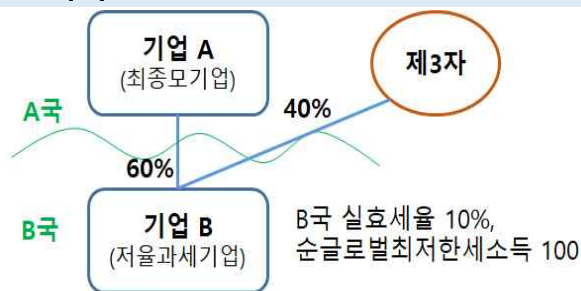 기업 A
(최종모기업)
제3자
A국
40%
60%
B국
기업 B
(저율과세기업)
B국 실효세율 10%,
순글로벌최저한세소득 100